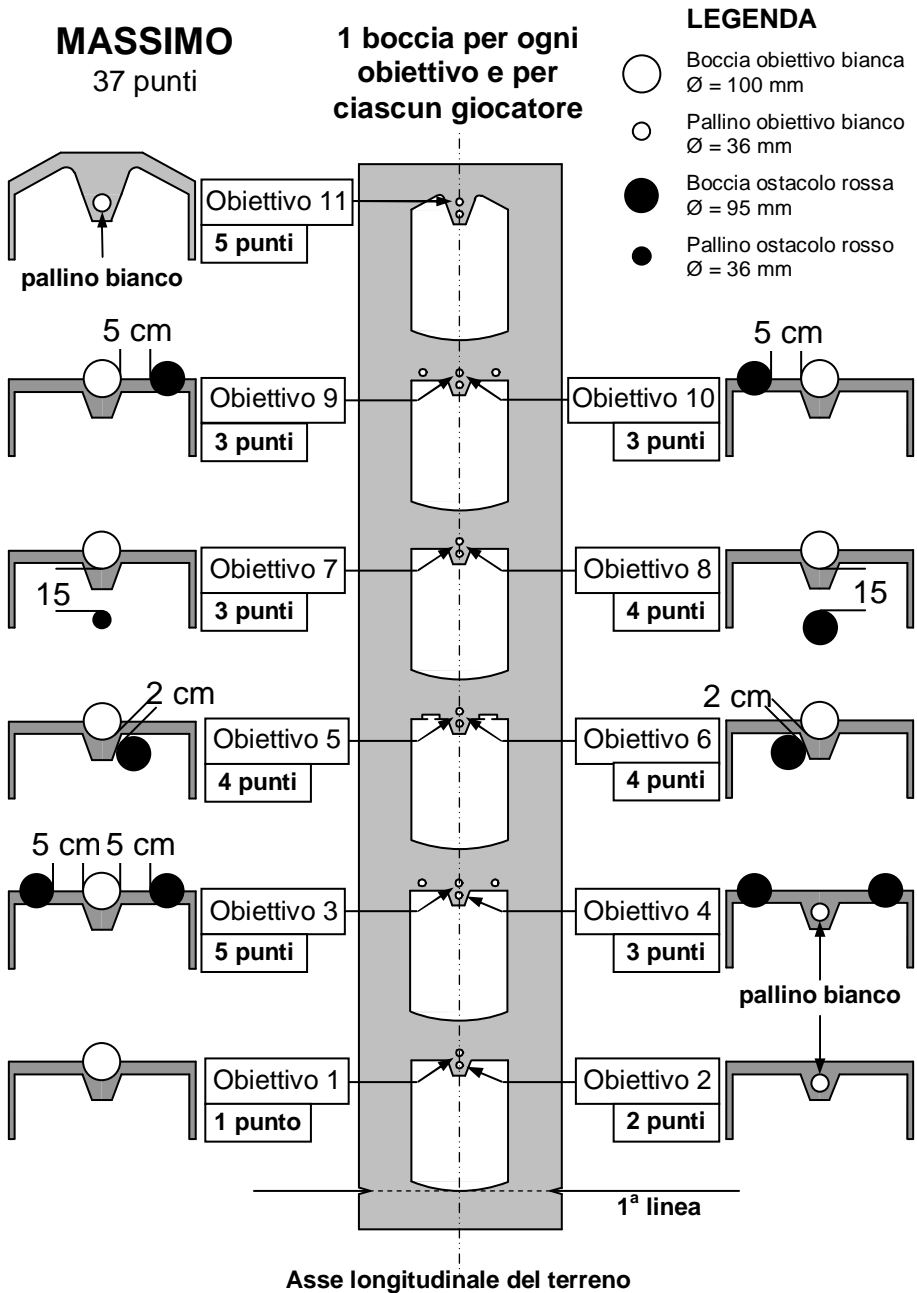 MASSIMO
37 punti
1 boccia per ogni
obiettivo e per
ciascun giocatore
LEGENDA
Boccia obiettivo bianca
Ø = 100 mm
Pallino obiettivo bianco
Ø = 36 mm
Boccia ostacolo rossa
Ø = 95 mm
Pallino ostacolo rosso
Ø = 36 mm
pallino bianco
Obiettivo 11
5 punti
5 cm
Obiettivo 9
3 punti
Obiettivo 10
3 punti
5 cm
15
Obiettivo 7
3 punti
Obiettivo 8
4 punti
15
2 cm
Obiettivo 5
4 punti
Obiettivo 6
4 punti
2 cm
5 cm 5 cm
Obiettivo 3
5 punti
Obiettivo 4
3 punti
pallino bianco
Obiettivo 1
1 punto
Obiettivo 2
2 punti
1ª linea
Asse longitudinale del terreno